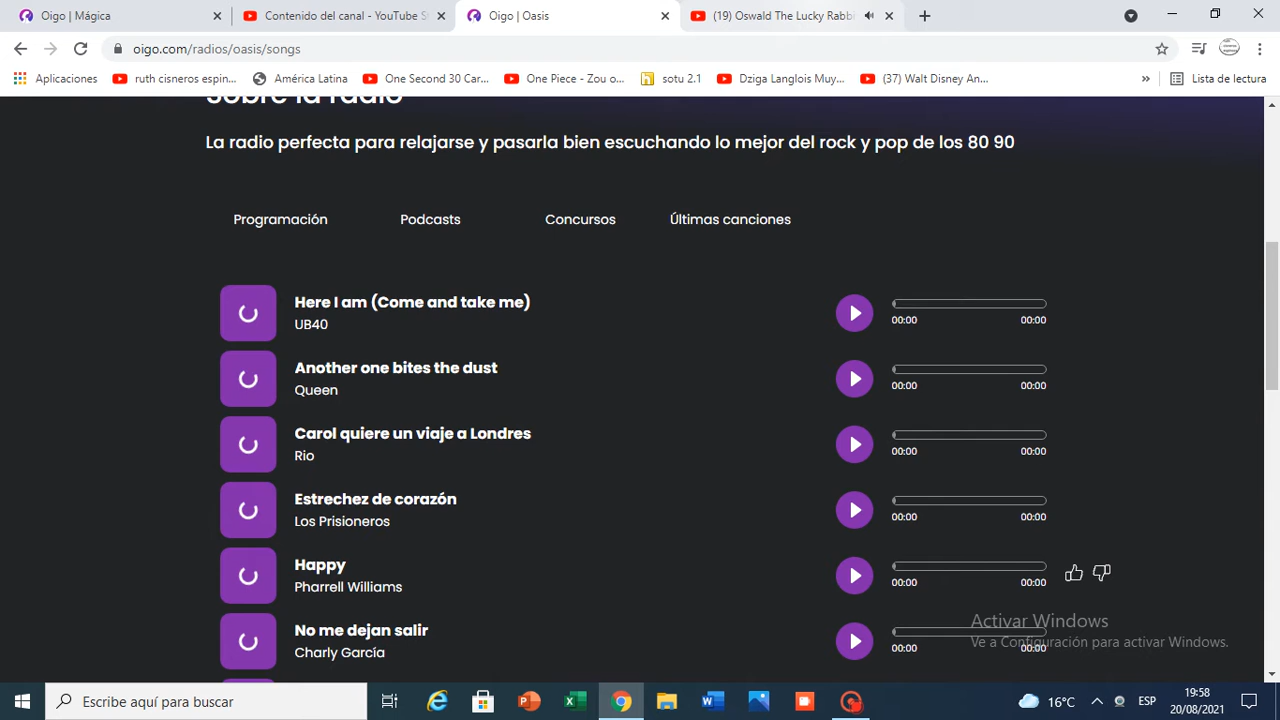 Oigo | Mágica
Contenido del canal - YouTube S
Oigo | Oasis
(19) Oswald The Lucky Rabb
oigo.com/radios/oasis/songs
Aplicaciones
ruth cisneros espin...
América Latina
One Second 30 Car...
One Piece - Zou o...
sotu 2.1
Dziga Langlois Muy...
(37) Walt Disney An...
»
Lista de lectura
Sobre la radio
La radio perfecta para relajarse y pasarla bien escuchando lo mejor del rock y pop de los 80 90
Programación
Podcasts
Concursos
Últimas canciones
Here I am (Come and take me)
UB40
00:00 00:00
Another one bites the dust
Queen
00:00 00:00
Carol quiere un viaje a Londres
Rio
00:00 00:00
Estrechez de corazón
Los Prisioneros
00:00 00:00
Happy
Pharrell Williams
00:00 00:00
No me dejan salir
Charly García
00:00 00:00
Activar Windows
Ve a Configuración para activar Windows.
Escribe aquí para buscar
16°C
ESP
19:58
20/08/2021